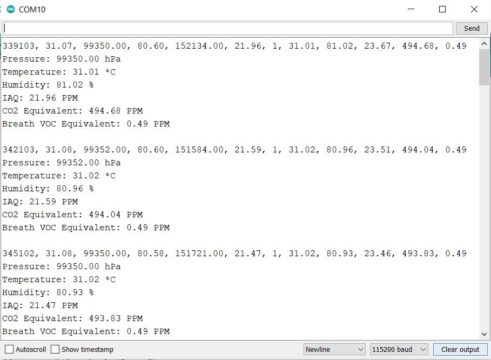 COM10
Send
339103, 31.07, 99350.00, 80.60, 152134.00, 21.96, 1, 31.01, 81.02, 23.67, 494.68, 0.49
Pressure: 99350.00 hPa
Temperature: 31.01 *C
Humidity: 81.02 %
IAQ: 21.96 PPM
CO2 Equivalent: 494.68 PPM
Breath VOC Equivalent: 0.49 PPM
342103, 31.08, 99352.00, 80.60, 151584.00, 21.59, 1, 31.02, 80.96, 23.51, 494.04, 0.49
Pressure: 99352.00 hPa
Temperature: 31.02 *C
Humidity: 80.96 %
IAQ: 21.59 PPM
CO2 Equivalent: 494.04 PPM
Breath VOC Equivalent: 0.49 PPM
345102, 31.08, 99350.00, 80.58, 151721.00, 21.47, 1, 31.02, 80.93, 23.46, 493.83, 0.49
Pressure: 99350.00 hPa
Temperature: 31.02 *C
Humidity: 80.93 %
IAQ: 21.47 PPM
CO2 Equivalent: 493.83 PPM
Breath VOC Equivalent: 0.49 PPM
Autoscroll Show timestamp Newline 115200 baud Clear output